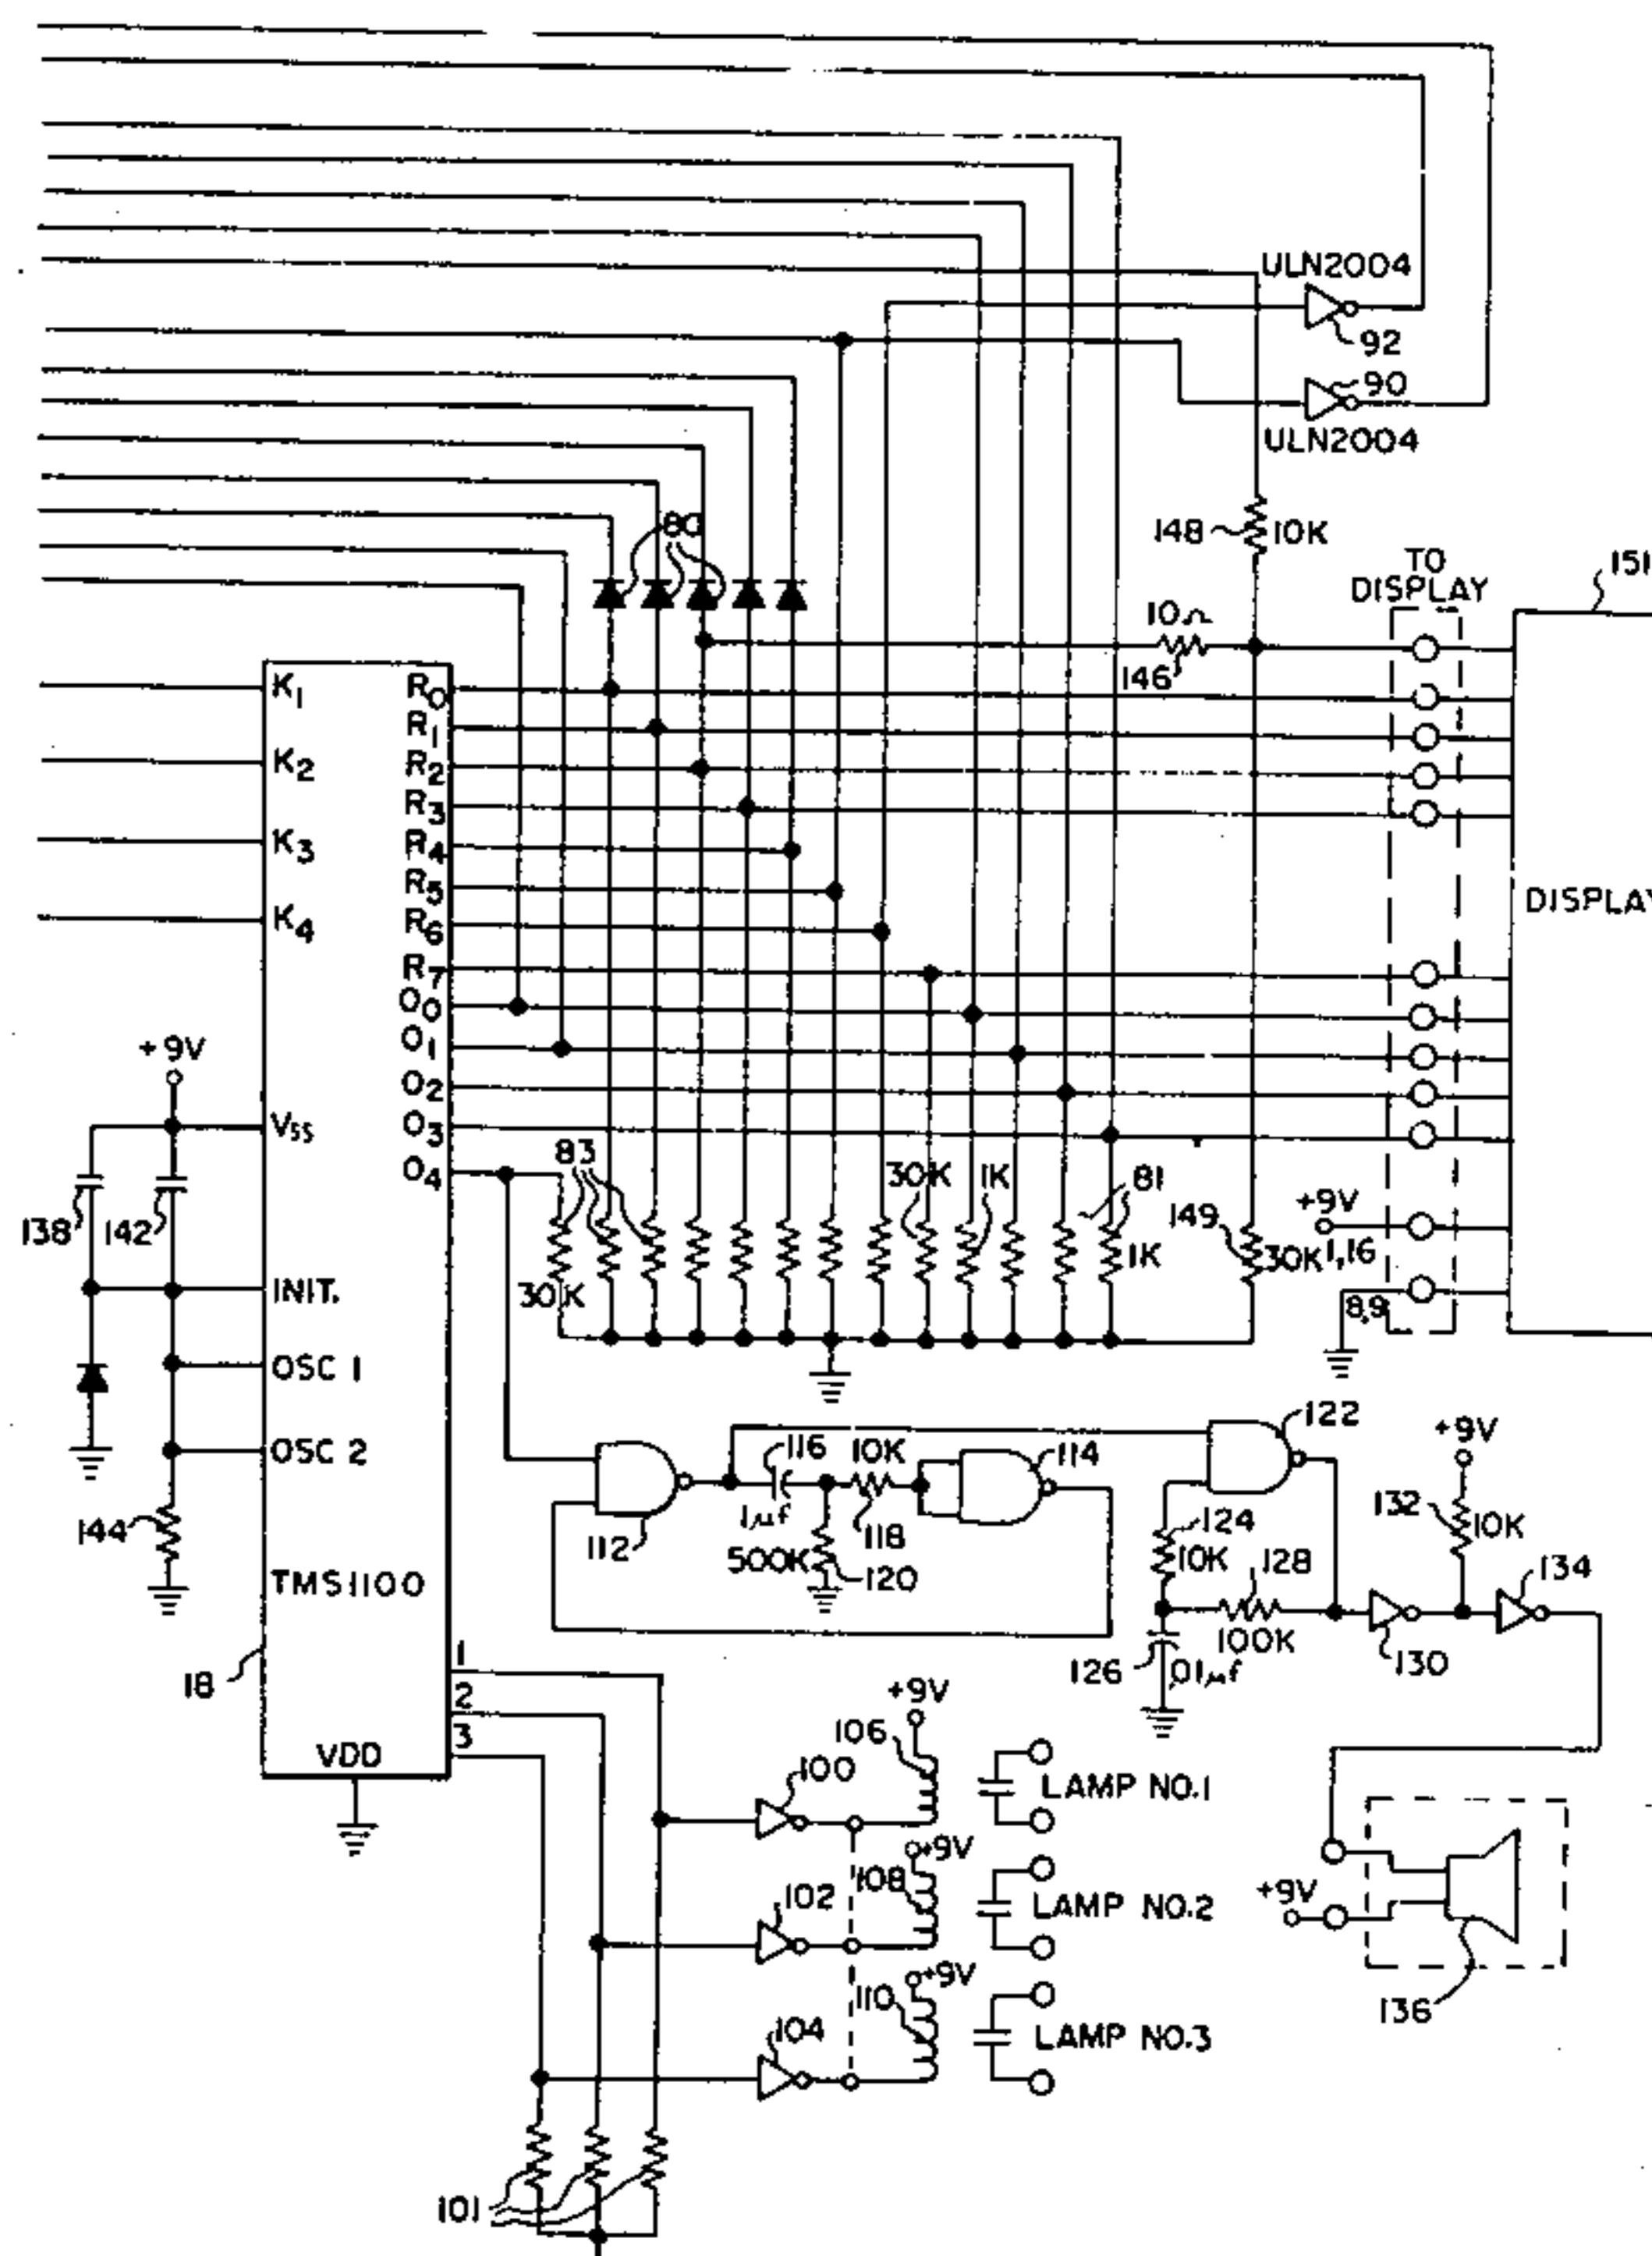 ULN2004
92
90
ULN2004
80
148
10K
TO
DISPLAY
151
10Ω
146
K1
R0
R1
K2
R2
R3
K3
R4
R5
DISPLAY
K4
R6
R7
O0
+9V
O1
O2
VSS
O3
83
O4
30K
1K
81
138
142
149
+9V
30K
1,16
1K
INIT.
30K
8,9
OSC 1
122
+9V
OSC 2
116
10K
114
1μf
132
10K
144
112
118
124
500K
120
10K
128
134
TMS1100
100K
126
.01μf
130
1
18
2
+9V
3
106
VDD
100
LAMP NO.1
+9V
108
102
LAMP NO.2
+9V
+9V
110
136
104
LAMP NO.3
101